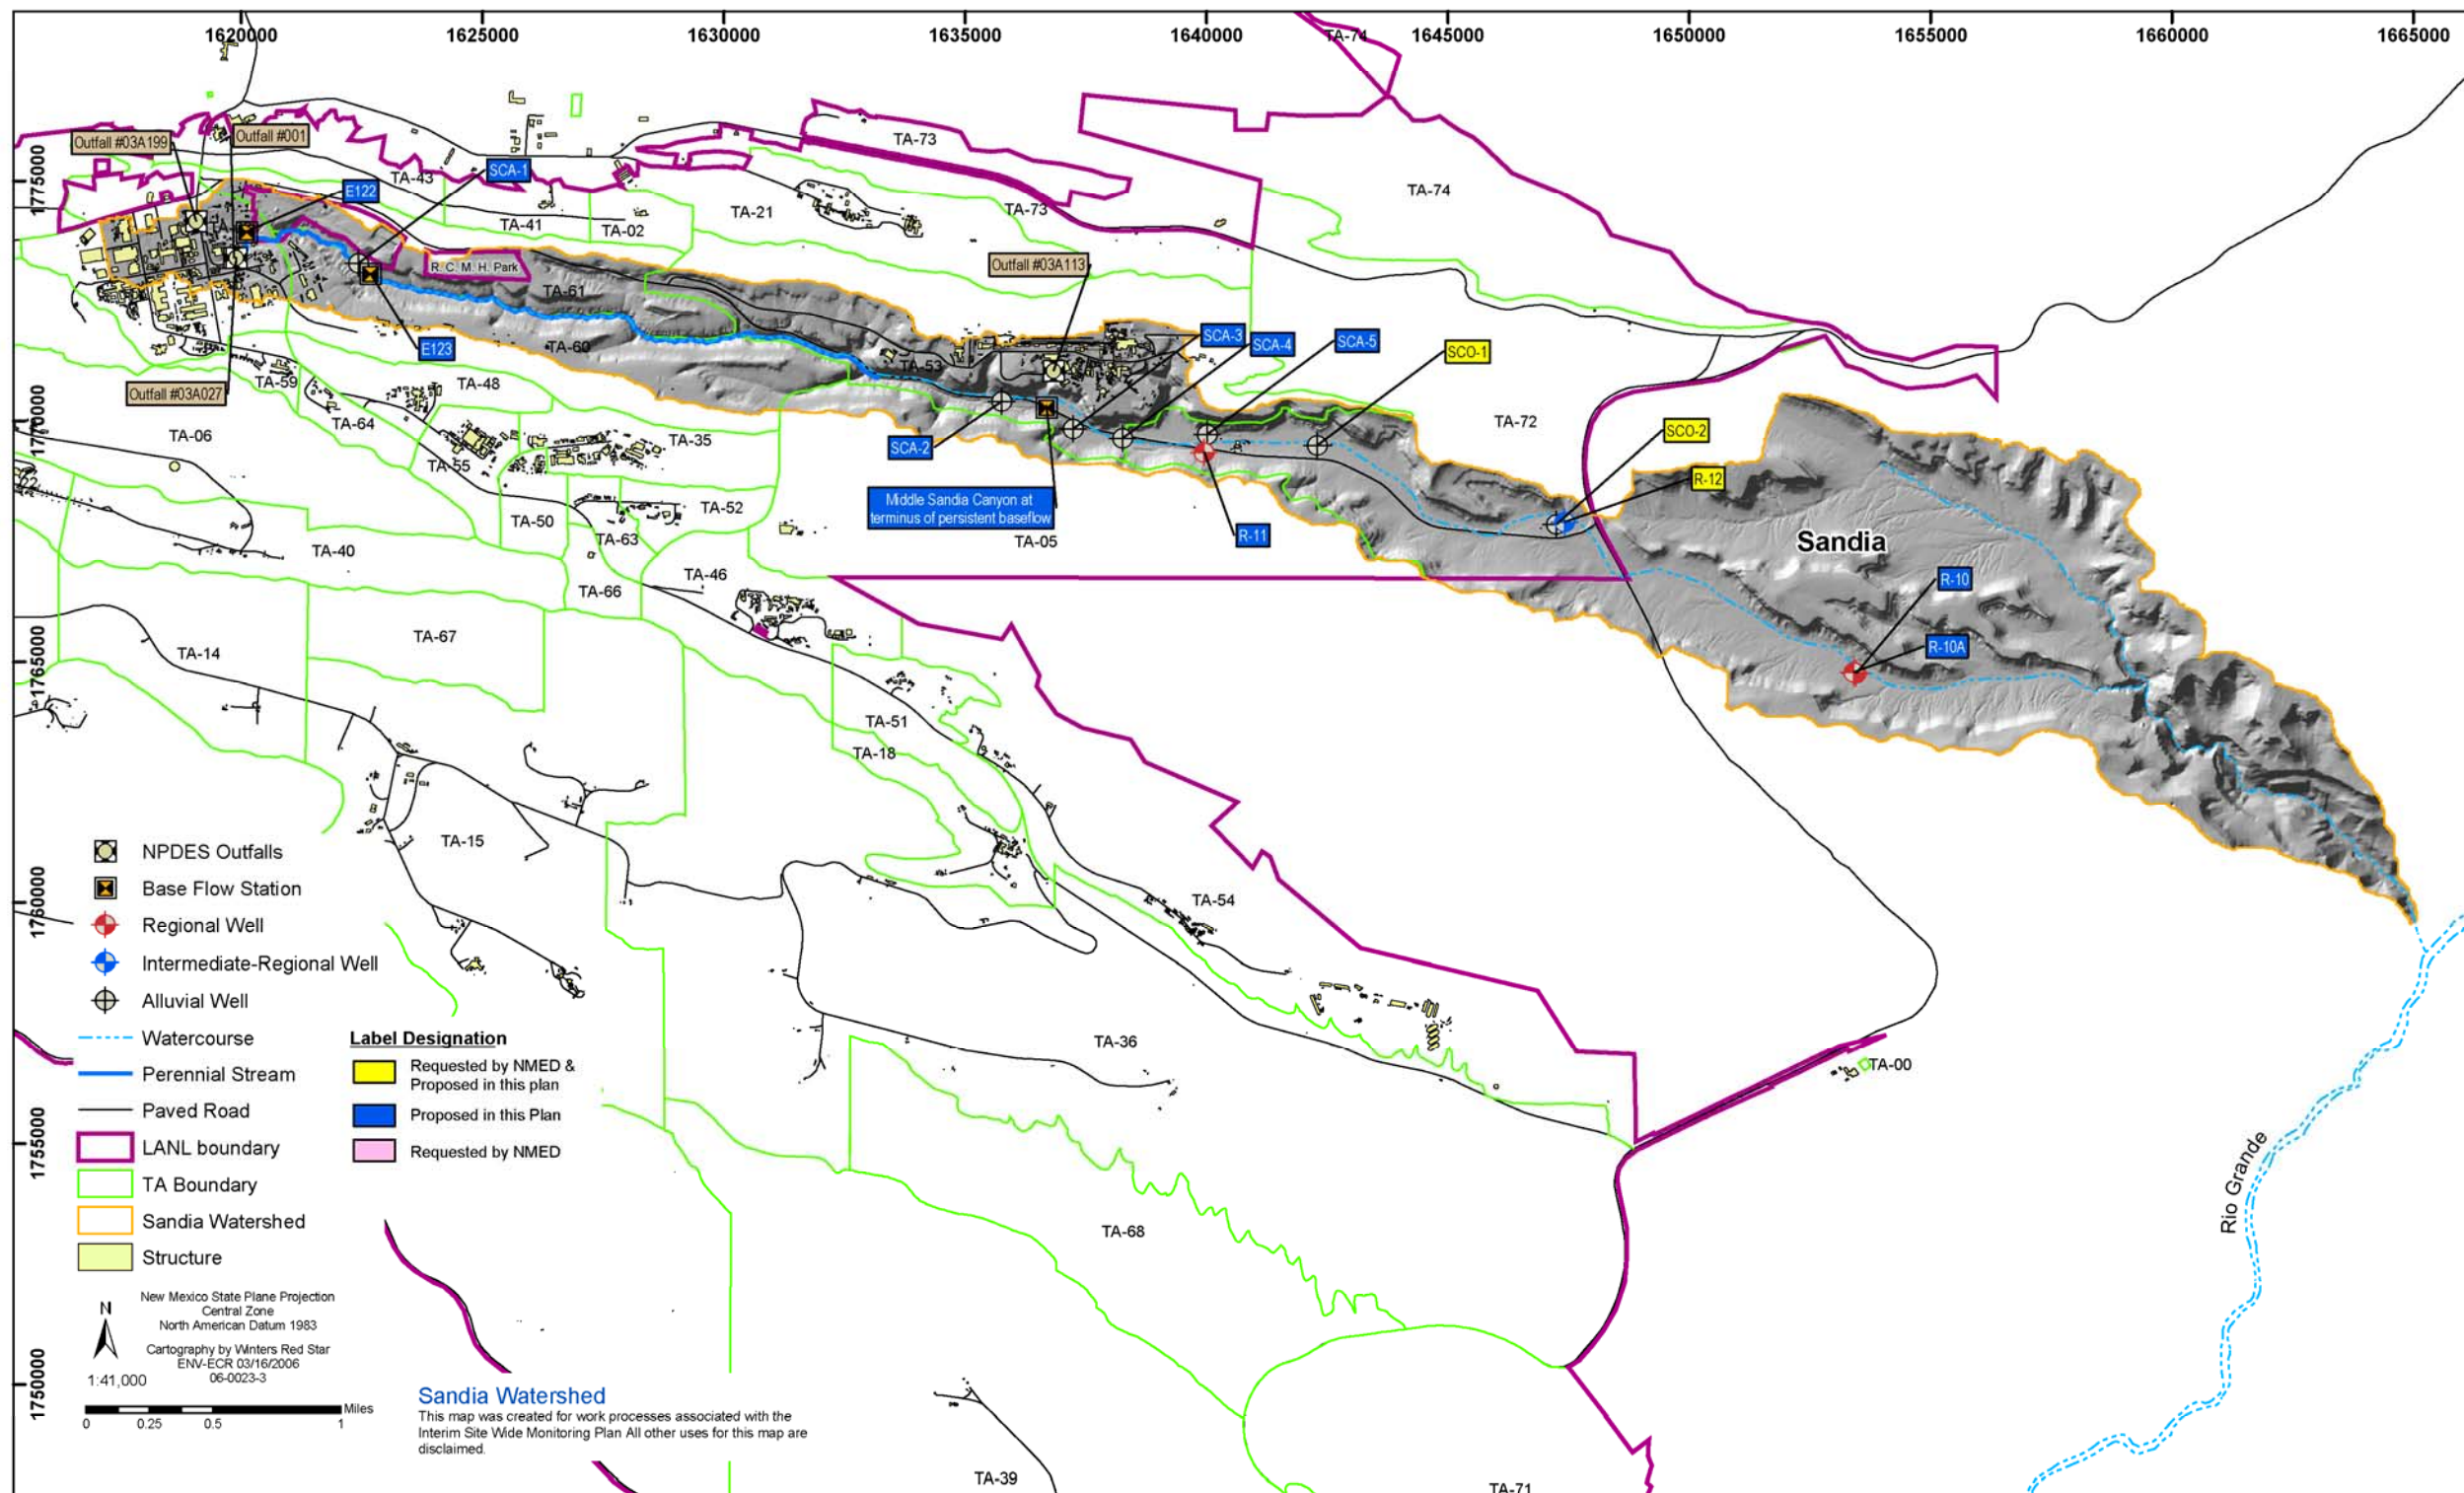 1620000 1625000 1630000 1635000 1640000 1645000 1650000 1655000 1660000 1665000
TA-74
Outfall #03A199
Outfall #001
TA-73
SCA-1
TA-43
E122
TA-74
1775000
TA-41
TA-02
TA-21
TA-73
R. C. M. H. Park
Outfall #03A113
TA-61
TA-60
E123
TA-53
SCA-3
SCA-4
SCA-5
SCO-1
Outfall #03A027
TA-59
TA-48
TA-64
TA-06
TA-55
TA-35
1770000
SCA-2
TA-72
SCO-2
R-12
Middle Sandia Canyon at
terminus of persistent baseflow
TA-50
TA-52
TA-63
TA-05
R-11
TA-40
TA-66
TA-46
Sandia
R-10
R-10A
TA-67
TA-14
1765000
TA-51
TA-18
TA-15
TA-54
1760000
TA-36
TA-00
1755000
TA-68
Rio Grande
1750000
TA-39
TA-71
NPDES Outfalls
Base Flow Station
Regional Well
Intermediate-Regional Well
Alluvial Well
Watercourse
Perennial Stream
Paved Road
LANL boundary
TA Boundary
Sandia Watershed
Structure
Label Designation
Requested by NMED &
Proposed in this plan
Proposed in this Plan
Requested by NMED
N
New Mexico State Plane Projection
Central Zone
North American Datum 1983
Cartography by Winters Red Star
ENV-ECR 03/16/2006
06-0023-3
1:41,000
Miles
0 0.25 0.5 1
Sandia Watershed
This map was created for work processes associated with the
Interim Site Wide Monitoring Plan All other uses for this map are
disclaimed.